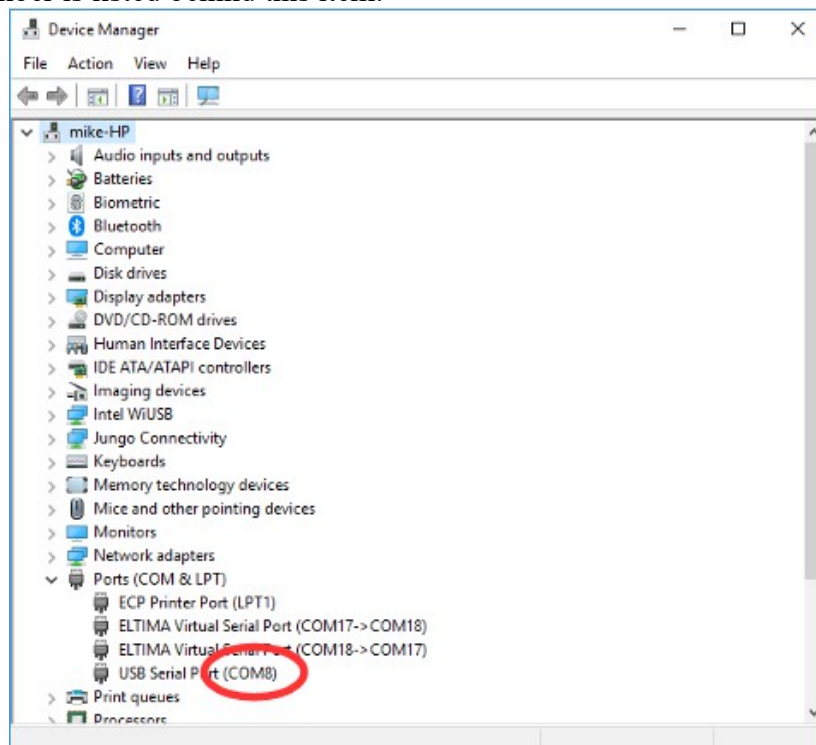 Device Manager
File Action View Help
mike-HP
Audio inputs and outputs
Batteries
Biometric
Bluetooth
Computer
Disk drives
Display adapters
DVD/CD-ROM drives
Human Interface Devices
IDE ATA/ATAPI controllers
Imaging devices
Intel WiUSB
Jungo Connectivity
Keyboards
Memory technology devices
Mice and other pointing devices
Monitors
Network adapters
Ports (COM & LPT)
ECP Printer Port (LPT1)
ELTIMA Virtual Serial Port (COM17->COM18)
ELTIMA Virtual Serial Port (COM18->COM17)
USB Serial Port (COM8)
Print queues
Processors